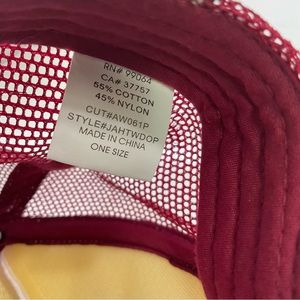 RN# 99064
CA# 37757
55% COTTON
45% NYLON
CUT#AW061P
STYLE#JAHTWDOP
MADE IN CHINA
ONE SIZE